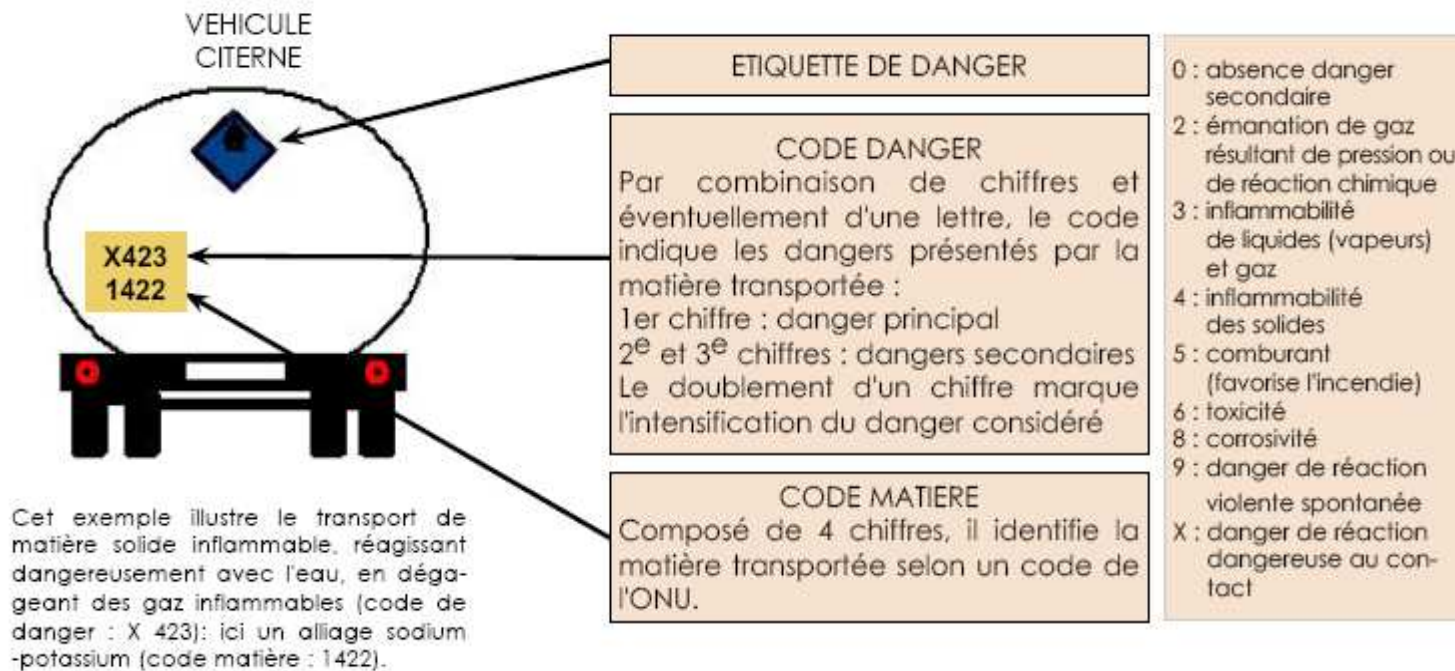 VEHICULE
CITERNE
X423
1422
Cet exemple illustre le transport de
matière solide inflammable, réagissant
dangereusement avec l'eau, en déga-
geant des gaz inflammables (code de
danger : X 423): ici un alliage sodium
-potassium (code matière : 1422).
ETIQUETTE DE DANGER
CODE DANGER
Par combinaison de chiffres et
éventuellement d'une lettre, le code
indique les dangers présentés par la
matière transportée :
1er chiffre : danger principal
2e et 3e chiffres : dangers secondaires
Le doublement d'un chiffre marque
l'intensification du danger considéré
CODE MATIERE
Composé de 4 chiffres, il identifie la
matière transportée selon un code de
l'ONU.
0 : absence danger
secondaire
2 : émanation de gaz
résultant de pression ou
de réaction chimique
3 : inflammabilité
de liquides (vapeurs)
et gaz
4 : inflammabilité
des solides
5 : comburant
(favorise l'incendie)
6 : toxicité
8 : corrosivité
9 : danger de réaction
violente spontanée
X : danger de réaction
dangereuse au con-
tact